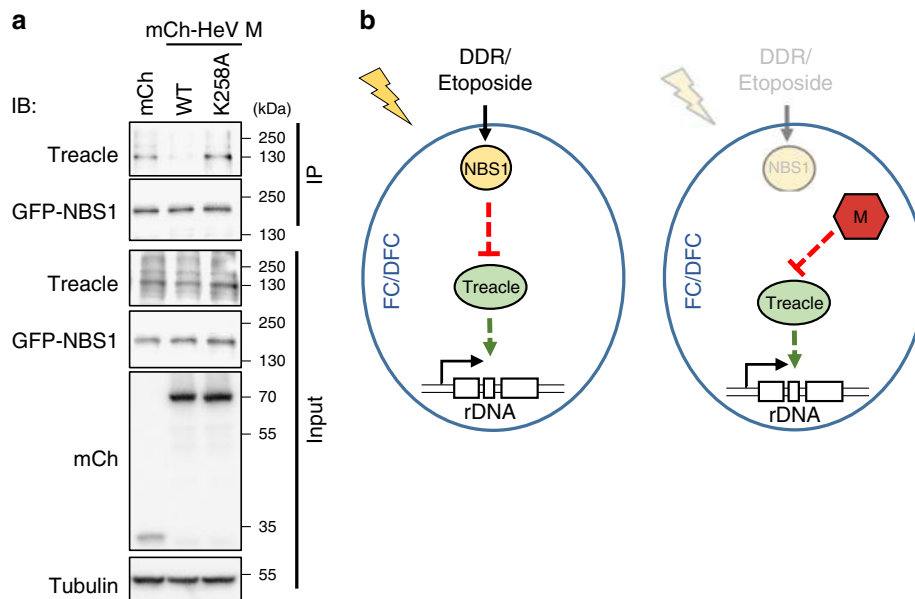 a
mCh-HeV M
IB:
mCh
WT
K258A
(kDa)
Treacle
250
130
GFP-NBS1
250
130
IP
Treacle
250
130
GFP-NBS1
250
130
mCh
70
55
35
Tubulin
55
Input
b
DDR/
Etoposide
NBS1
FC/DFC
Treacle
rDNA
DDR/
Etoposide
NBS1
M
FC/DFC
Treacle
rDNA